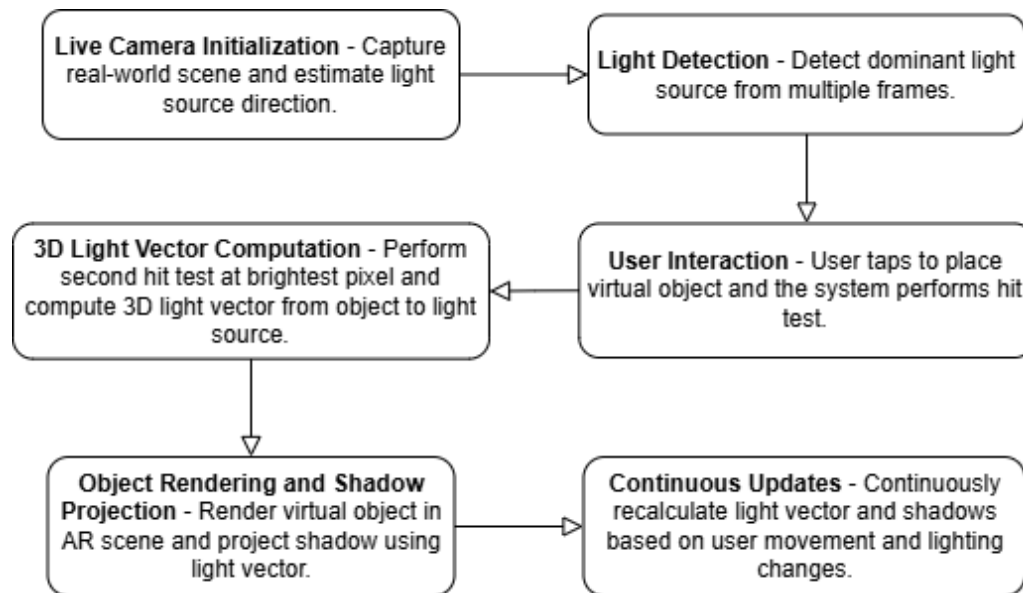 Live Camera Initialization - Capture
real-world scene and estimate light
source direction.
Light Detection - Detect dominant light
source from multiple frames.
User Interaction - User taps to place
virtual object and the system performs hit
test.
3D Light Vector Computation - Perform
second hit test at brightest pixel and
compute 3D light vector from object to light
source.
Object Rendering and Shadow
Projection - Render virtual object in
AR scene and project shadow using
light vector.
Continuous Updates - Continuously
recalculate light vector and shadows
based on user movement and lighting
changes.